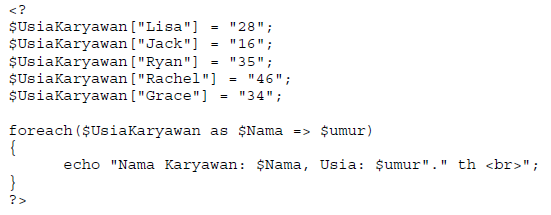 <?
$UsiaKaryawan["Lisa"] = "28";
$UsiaKaryawan["Jack"] = "16";
$UsiaKaryawan["Ryan"] = "35";
$UsiaKaryawan["Rachel"] = "46";
$UsiaKaryawan["Grace"] = "34";

foreach($UsiaKaryawan as $Nama => $umur)
{
      echo "Nama Karyawan: $Nama, Usia: $umur"." th <br>";
}
?>